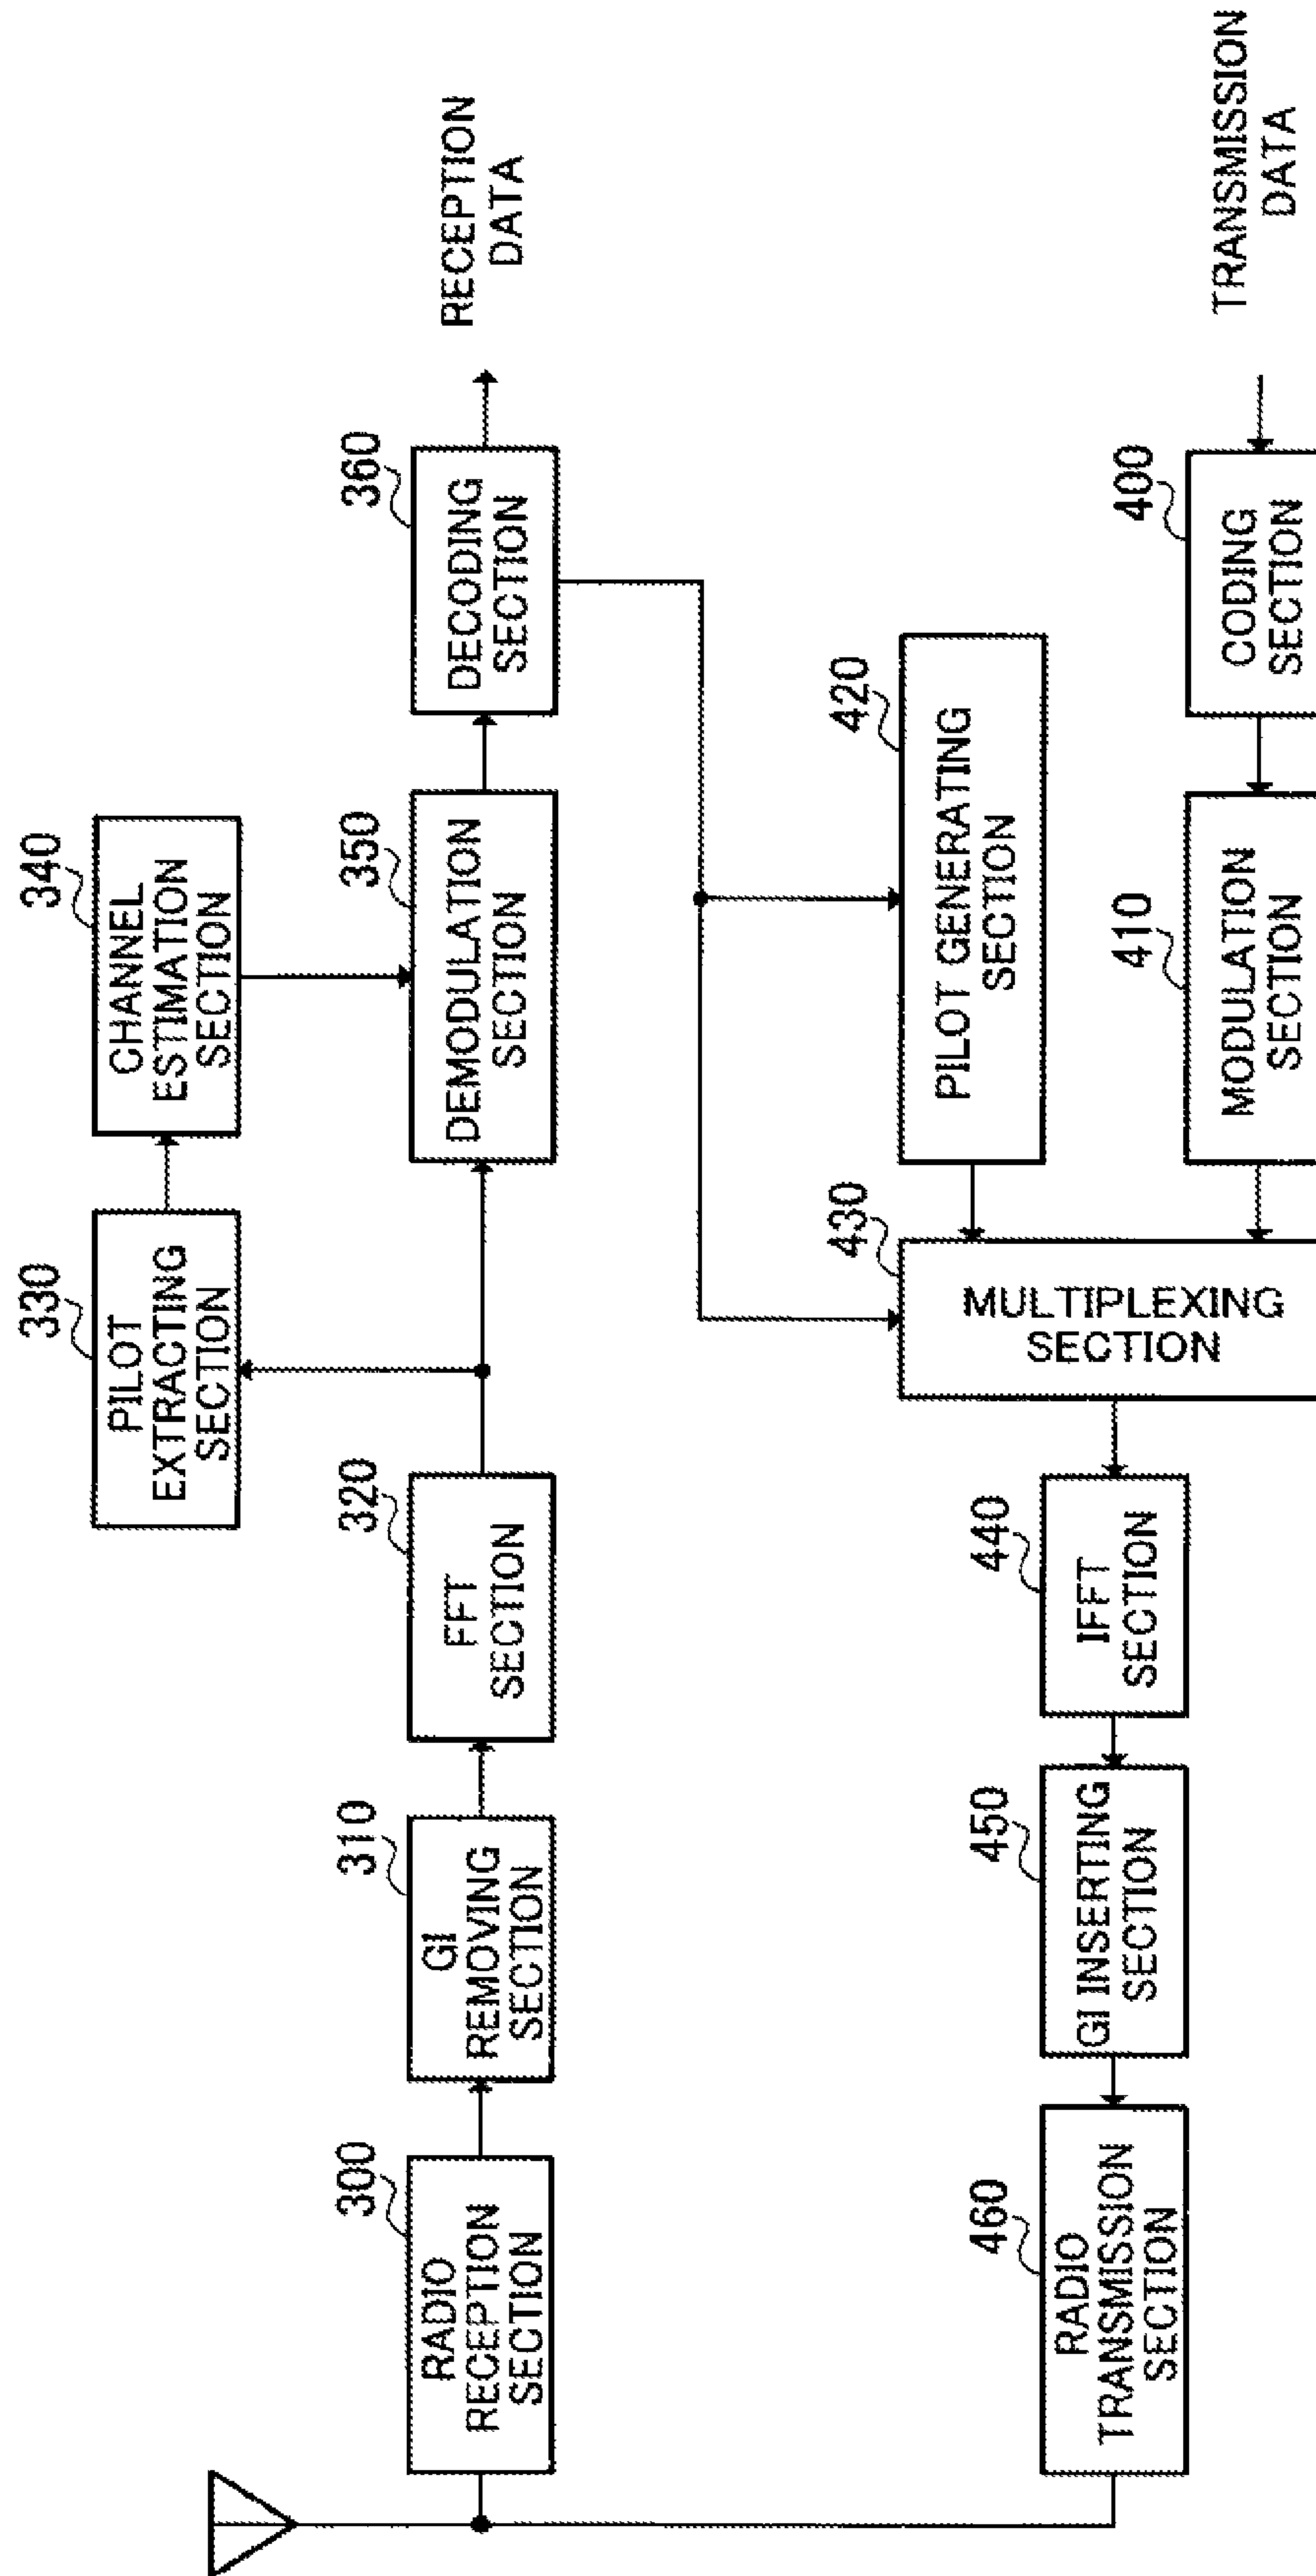 340
CHANNEL
ESTIMATION
SECTION
330
PILOT
EXTRACTING
SECTION
300
RADIO
RECEPTION
SECTION
310
GI
REMOVING
SECTION
320
FFT
SECTION
350
DEMODULATION
SECTION
360
DECODING
SECTION
RECEPTION
DATA
420
PILOT GENERATING
SECTION
430
MULTIPLEXING
SECTION
460
RADIO
TRANSMISSION
SECTION
450
GI INSERTING
SECTION
440
IFFT
SECTION
410
MODULATION
SECTION
400
CODING
SECTION
TRANSMISSION
DATA